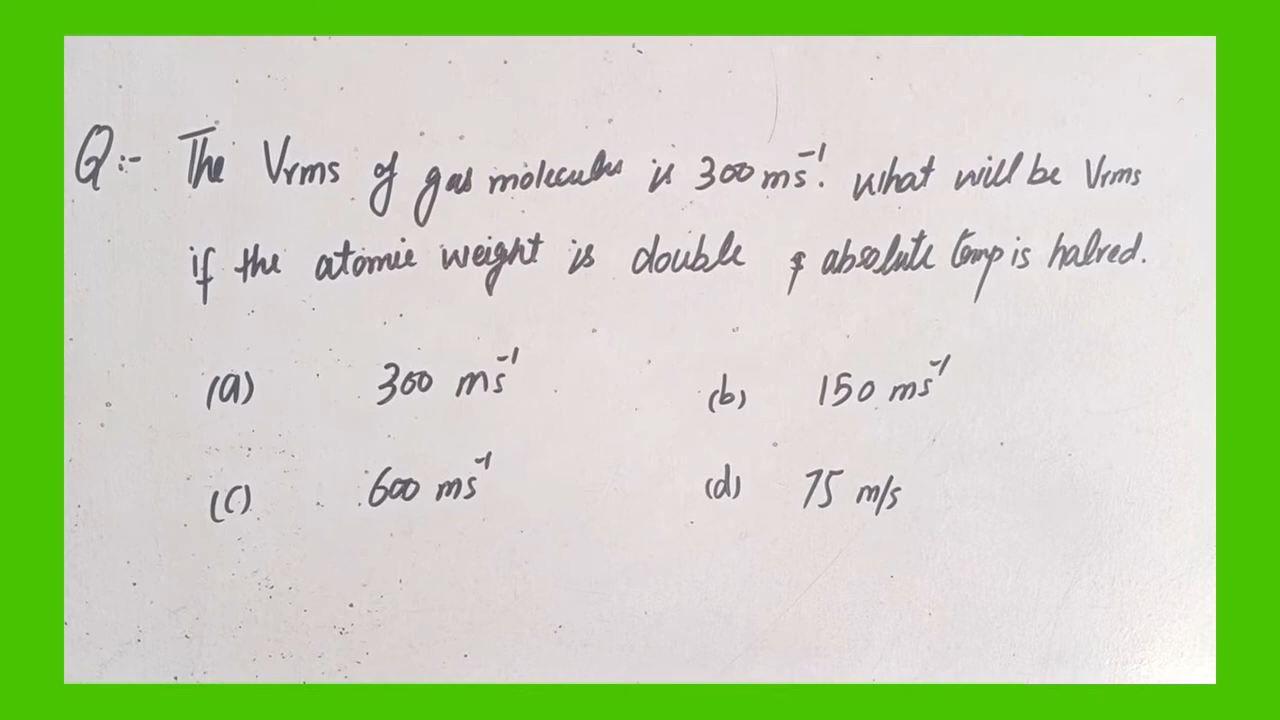 Q:- The Vrms of gas molecules is 300 ms⁻¹. what will be Vrms
if the atomic weight is double & absolute temp is halved.
(a) 300 ms⁻¹ (b) 150 ms⁻¹
(c) 600 ms⁻¹ (d) 75 m/s